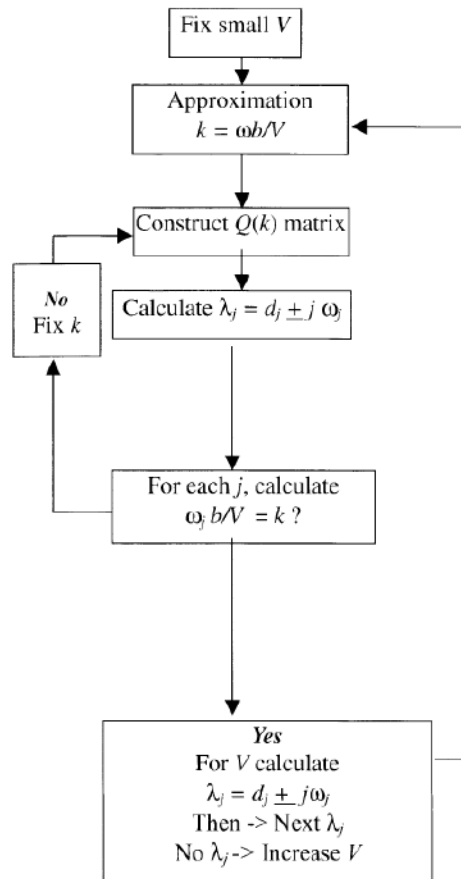 Fix small V
Approximation
k = ωb/V
Construct Q(k) matrix
No
Fix k
Calculate λj = dj ± j ωj
For each j, calculate
ωj b/V = k ?
Yes
For V calculate
λj = dj ± jωj
Then -> Next λj
No λj -> Increase V